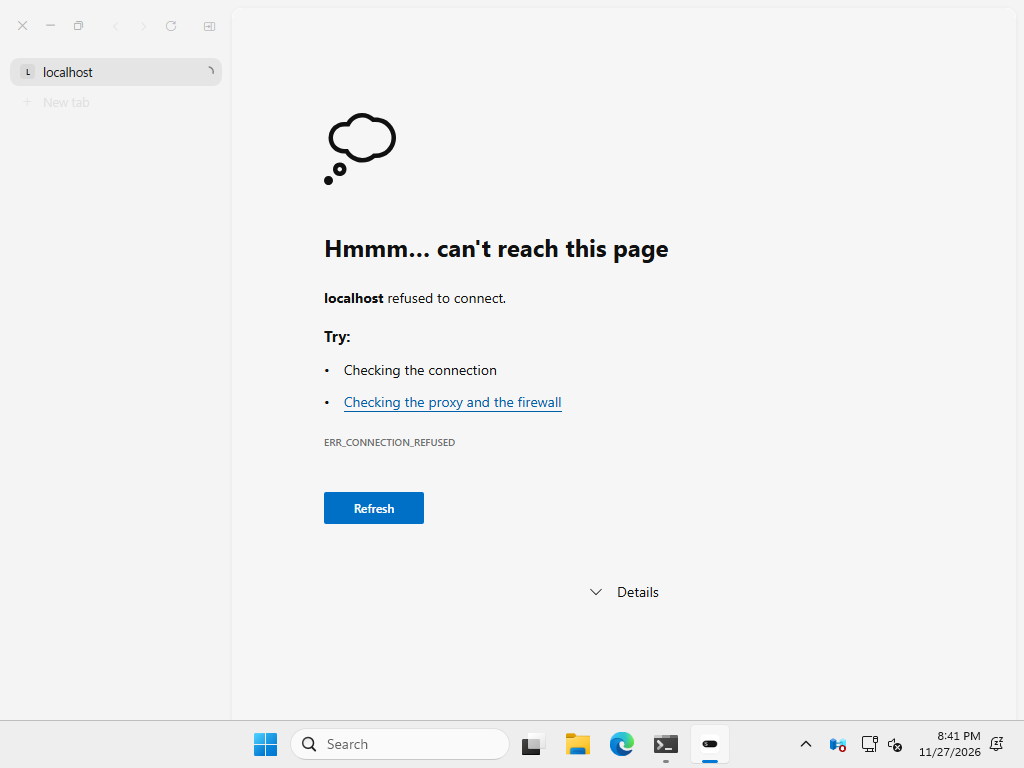 L localhost
New tab
Hmmm... can't reach this page
localhost refused to connect.
Try:
• Checking the connection
• Checking the proxy and the firewall
ERR_CONNECTION_REFUSED
Refresh
Details
Search
8:41 PM
11/27/2026